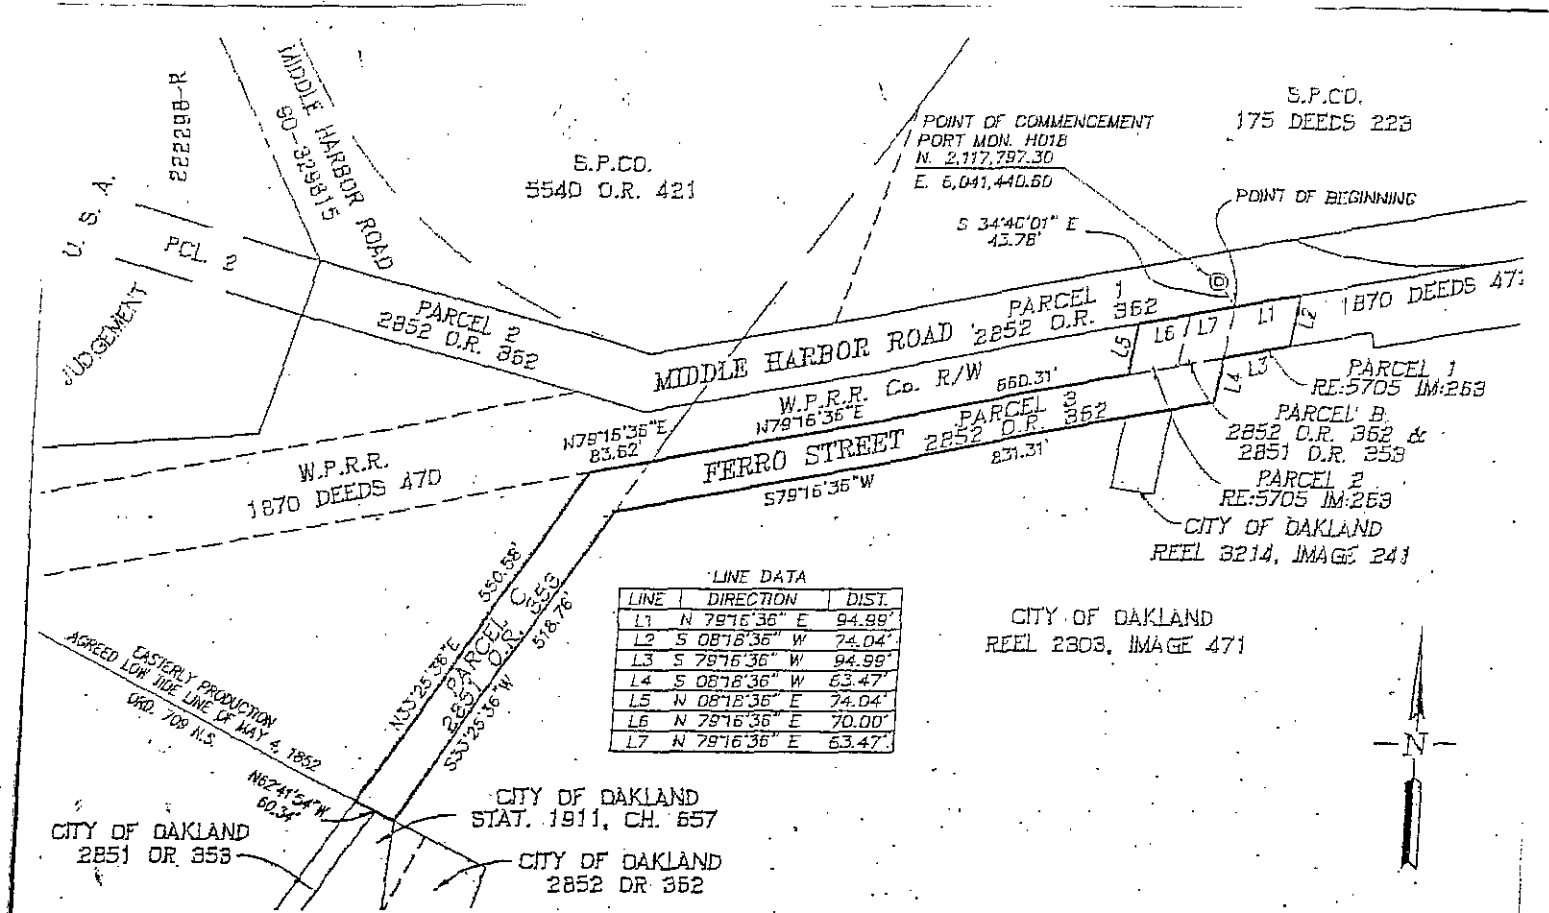 MIDDLE HARBOR ROAD
90-329815
222298-R
U. S. A.
PCL. 2
JUDGEMENT
S.P.CO.
5540 O.R. 421
POINT OF COMMENCEMENT
PORT MON. H018
N. 2,117,797.30
E. 6,041,440.60
S 34°46'01" E
43.78'
S.P.CO.
175 DEEDS 223
POINT OF BEGINNING
PARCEL 2
2852 O.R. 362
MIDDLE HARBOR ROAD
PARCEL 1
2852 O.R. 362
1870 DEEDS 471
L1
L2
L3
L4
L5
L6
L7
W.P.R.R. Co. R/W
N79°16'36"E
660.31'
N79°16'36"E
83.62'
W.P.R.R.
1870 DEEDS 470
FERRO STREET
PARCEL 3
2852 O.R. 362
831.31'
S79°16'36"W
PARCEL 1
RE:5705 IM:263
PARCEL B
2852 O.R. 362 &
2851 O.R. 353
PARCEL 2
RE:5705 IM:263
CITY OF OAKLAND
REEL 3214, IMAGE 241
550.58'
N33°25'36"E
PARCEL C
2851 O.R. 353
518.76'
S33°25'36"W
LINE DATA
LINE DIRECTION DIST.
L1 N 79°16'36" E 94.99'
L2 S 08°18'36" W 74.04'
L3 S 79°16'36" W 94.99'
L4 S 08°18'36" W 63.47'
L5 N 08°18'36" E 74.04'
L6 N 79°16'36" E 70.00'
L7 N 79°16'36" E 63.47'
CITY OF OAKLAND
REEL 2303, IMAGE 471
EASTERLY PRODUCTION
AGREED LOW TIDE LINE OF MAY 4, 1852
ORD. 709 N.S.
N62°41'54"W
60.34'
CITY OF OAKLAND
2851 OR 353
CITY OF OAKLAND
STAT. 1911, CH. 657
CITY OF OAKLAND
2852 OR 362
N